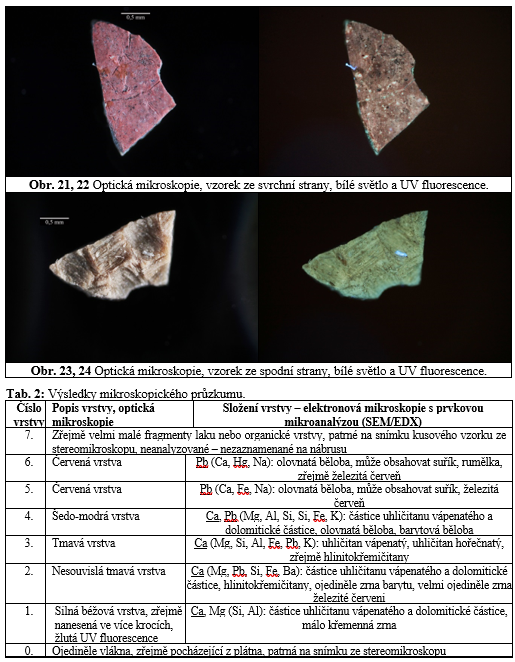 0,5 mm
Obr. 21, 22 Optická mikroskopie, vzorek ze svrchní strany, bílé světlo a UV fluorescence.
0,5 mm
Obr. 23, 24 Optická mikroskopie, vzorek ze spodní strany, bílé světlo a UV fluorescence.
Tab. 2: Výsledky mikroskopického průzkumu.
Číslo vrstvy
Popis vrstvy, optická mikroskopie
Složení vrstvy – elektronová mikroskopie s prvkovou
mikroanalýzou (SEM/EDX)
7.
Zřejmě velmi malé fragmenty laku nebo organické vrstvy, patrné na snímku kusového vzorku ze
stereomikroskopu, neanalyzované – nezaznamenané na nábrusu
6.
Červená vrstva
Pb (Ca, Hg, Na): olovnatá běloba, může obsahovat suřík, rumělka,
zřejmě železitá červeň
5.
Červená vrstva
Pb (Ca, Fe, Na): olovnatá běloba, může obsahovat suřík, železitá
červeň
4.
Šedo-modrá vrstva
Ca, Pb (Mg, Al, Si, Si, Fe, K): částice uhličitanu vápenatého a
dolomitické částice, olovnatá běloba, barytová běloba
3.
Tmavá vrstva
Ca (Mg, Si, Al, Fe, Pb, K): uhličitan vápenatý, uhličitan hořečnatý,
zřejmě hlinitokřemičitany
2.
Nesouvislá tmavá vrstva
Ca (Mg, Pb, Si, Fe, Ba): částice uhličitanu vápenatého a dolomitické
částice, hlinitokřemičitany, ojediněle zrna barytu, velmi ojediněle zrna
železité červeni
1.
Silná béžová vrstva, zřejmě
nanesená ve více krocích,
žlutá UV fluorescence
Ca, Mg (Si, Al): částice uhličitanu vápenatého a dolomitické částice,
málo křemenná zrna
0.
Ojediněle vlákna, zřejmě pocházející z plátna, patrná na snímku ze stereomikroskopu